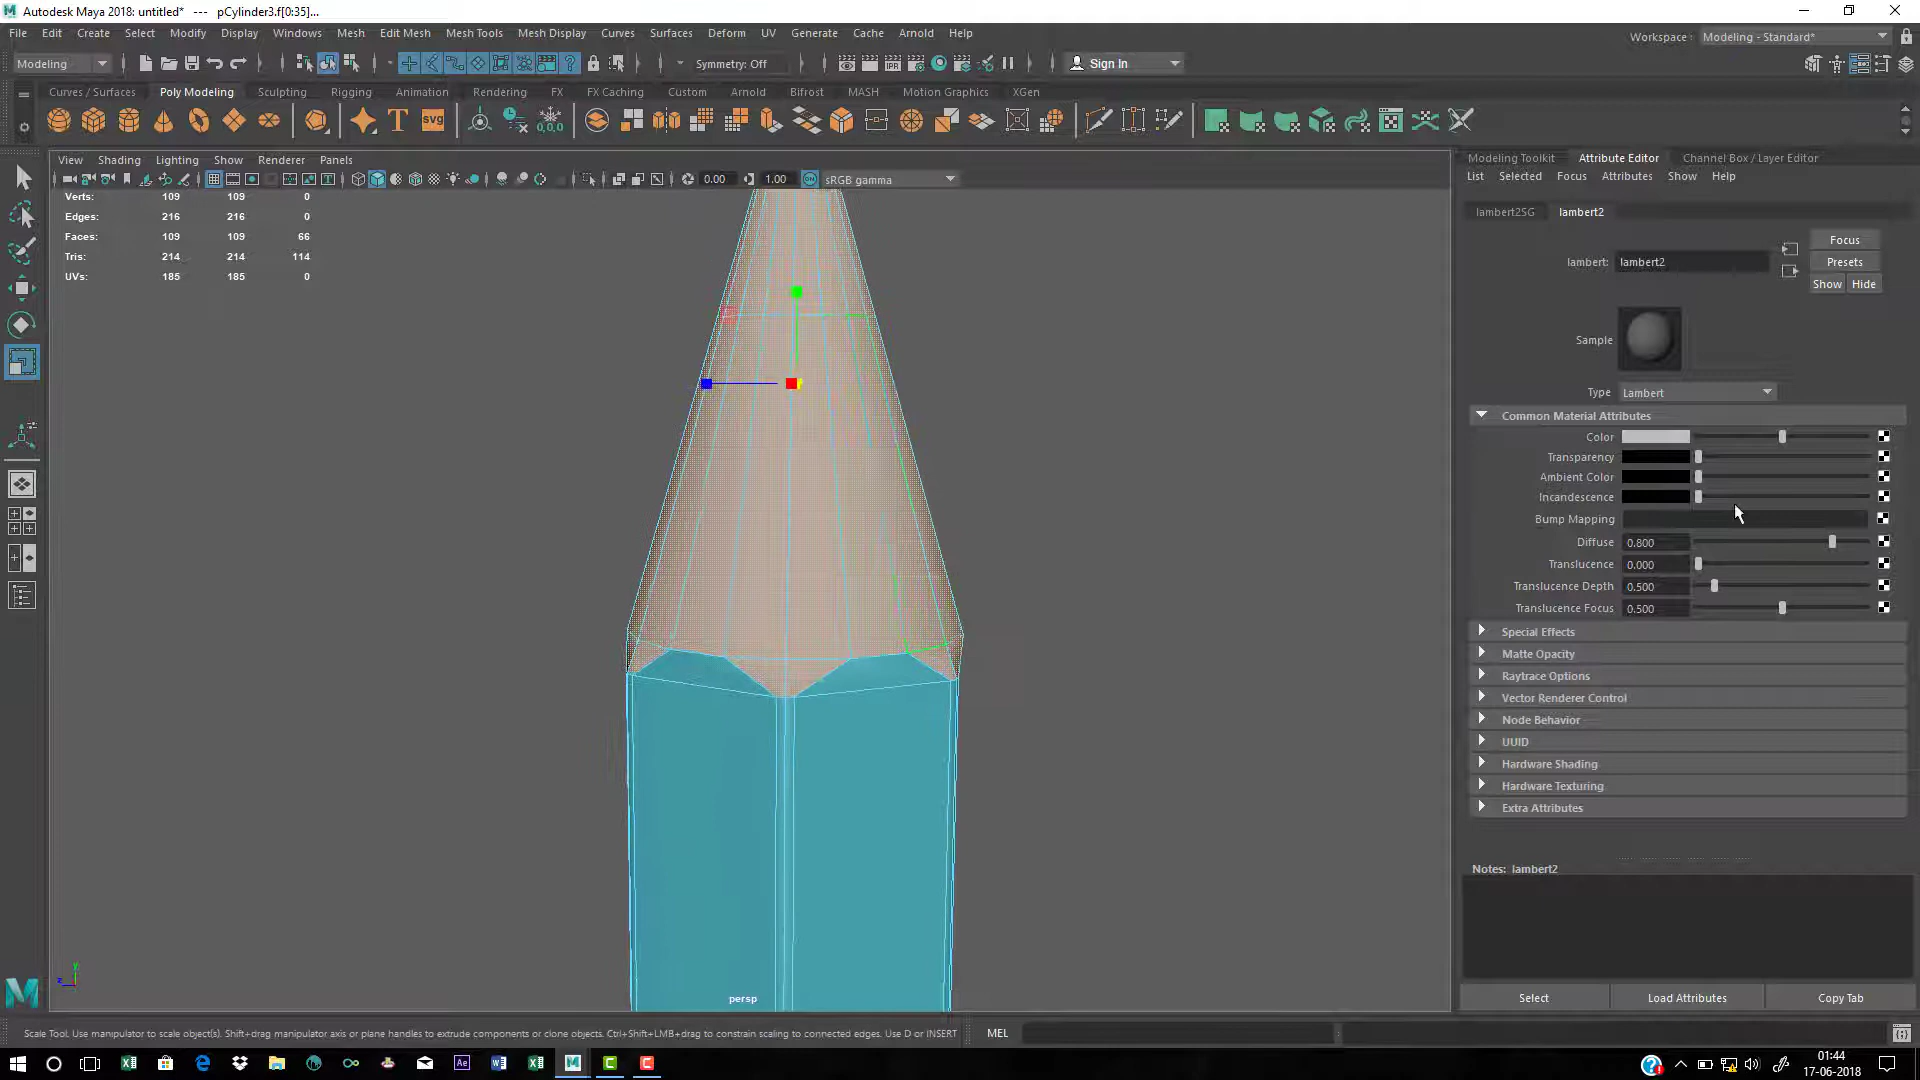 Autodesk Maya 2018: untitled* --- pCylinder3.f[0:35]...
File Edit Create Select Modify Display Windows Mesh Edit Mesh Mesh Tools Mesh Display Curves Surfaces Deform UV Generate Cache Arnold Help
Workspace : Modeling - Standard*
Modeling Symmetry: Off Sign In
Curves / Surfaces Poly Modeling Sculpting Rigging Animation Rendering FX FX Caching Custom Arnold Bifrost MASH Motion Graphics XGen
T svg 0,0,0
View Shading Lighting Show Renderer Panels
Modeling Toolkit Attribute Editor Channel Box / Layer Editor
List Selected Focus Attributes Show Help
0.00 1.00 sRGB gamma
Verts: 109 109 0
Edges: 216 216 0
Faces: 109 109 66
Tris: 214 214 114
UVs: 185 185 0
lambert2SG lambert2
Focus
lambert: lambert2
Presets
Show Hide
Sample
Type Lambert
Common Material Attributes
Color
Transparency
Ambient Color
Incandescence
Bump Mapping
Diffuse 0.800
Translucence 0.000
Translucence Depth 0.500
Translucence Focus 0.500
Special Effects
Matte Opacity
Raytrace Options
Vector Renderer Control
Node Behavior
UUID
Hardware Shading
Hardware Texturing
Extra Attributes
Notes: lambert2
Select Load Attributes Copy Tab
y
z
persp
Scale Tool. Use manipulator to scale object(s). Shift+drag manipulator axis or plane handles to extrude components or clone objects. Ctrl+Shift+LMB+drag to constrain scaling to connected edges. Use D or INSERT
MEL
01:44
17-06-2018